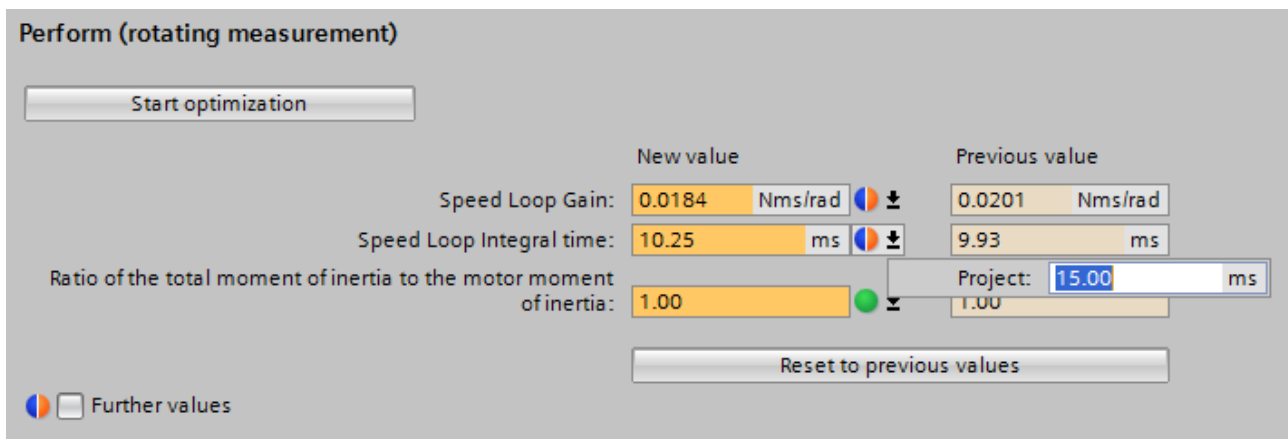 Perform (rotating measurement)
Start optimization
New value Previous value
Speed Loop Gain: 0.0184 Nms/rad 0.0201 Nms/rad
Speed Loop Integral time: 10.25 ms 9.93 ms
Project: 15.00 ms
Ratio of the total moment of inertia to the motor moment
of inertia: 1.00 1.00
Reset to previous values
Further values